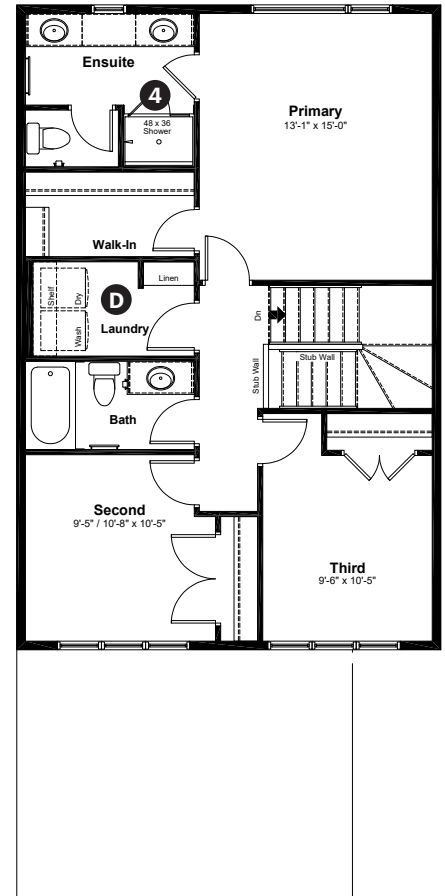 Ensuite
4
48 x 36
Shower
Primary
13'-1" x 15'-0"
Walk-In
Linen
Shelf
Dry
D
Laundry
Wash
Dn
Stub Wall
Stub Wall
Bath
Second
9'-5" / 10'-8" x 10'-5"
Third
9'-6" x 10'-5"